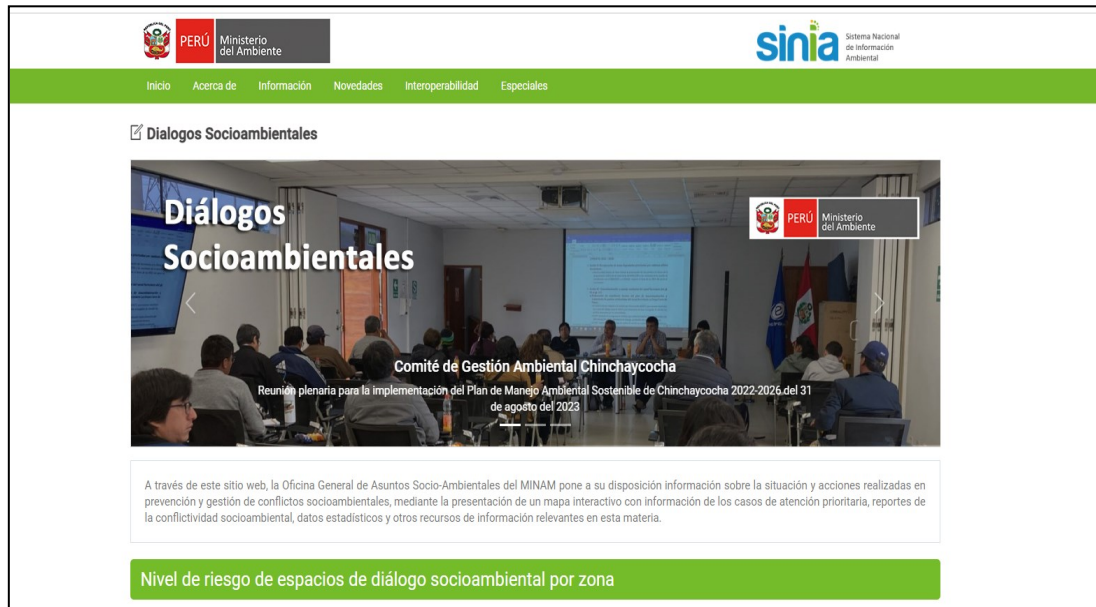 PERÚ
Ministerio
del Ambiente
sinia
Sistema Nacional
de Información
Ambiental
Inicio
Acerca de
Información
Novedades
Interoperabilidad
Especiales
Dialogos Socioambientales
Diálogos
Socioambientales
PERÚ
Ministerio
del Ambiente
Comité de Gestión Ambiental Chinchaycocha
Reunión plenaria para la implementación del Plan de Manejo Ambiental Sostenible de Chinchaycocha 2022-2026 del 31
de agosto del 2023
A través de este sitio web, la Oficina General de Asuntos Socio-Ambientales del MINAM pone a su disposición información sobre la situación y acciones realizadas en
prevención y gestión de conflictos socioambientales, mediante la presentación de un mapa interactivo con información de los casos de atención prioritaria, reportes de
la conflictividad socioambiental, datos estadísticos y otros recursos de información relevantes en esta materia.
Nivel de riesgo de espacios de diálogo socioambiental por zona